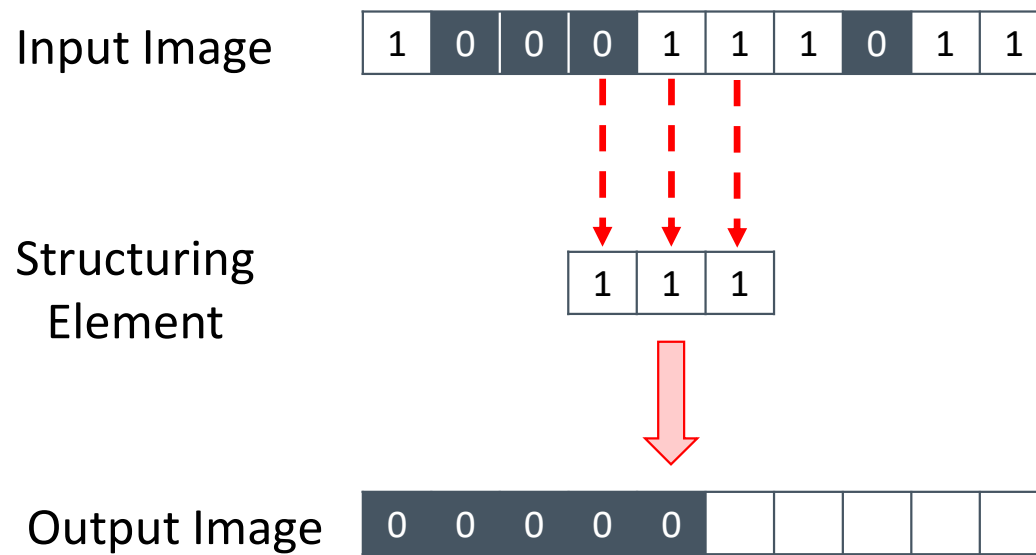 Input Image 1 0 0 0 1 1 1 0 1 1
Structuring
Element
1 1 1
Output Image 0 0 0 0 0